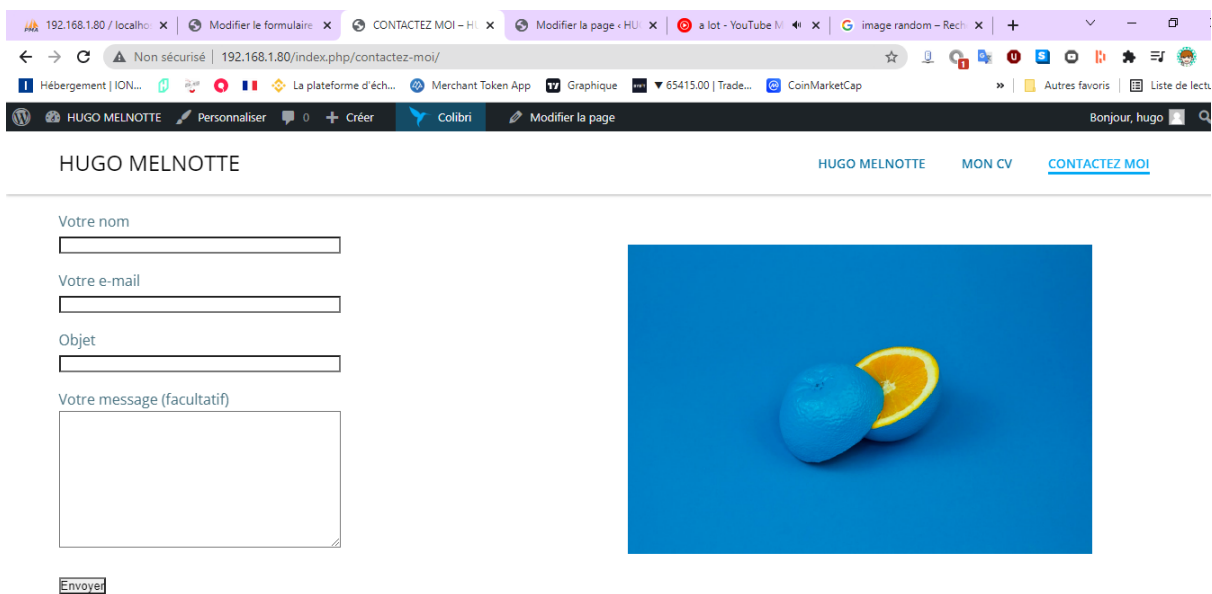 192.168.1.80 / localho
Modifier le formulaire
CONTACTEZ MOI – HU
Modifier la page ‹ HU
a lot - YouTube M
image random – Rech
Non sécurisé | 192.168.1.80/index.php/contactez-moi/
Hébergement | ION... La plateforme d'éch... Merchant Token App Graphique ▼ 65415.00 | Trade... CoinMarketCap » Autres favoris Liste de lectu
HUGO MELNOTTE Personnaliser 0 + Créer Colibri Modifier la page Bonjour, hugo
HUGO MELNOTTE
HUGO MELNOTTE MON CV CONTACTEZ MOI
Votre nom
Votre e-mail
Objet
Votre message (facultatif)
Envoyer